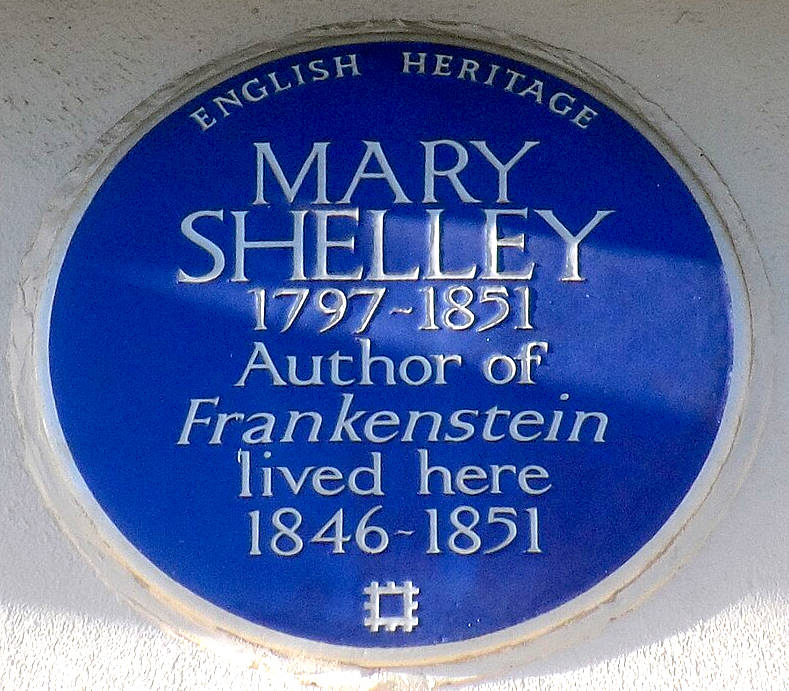 ENGLISH HERITAGE
MARY
SHELLEY
1797-1851
Author of
Frankenstein
lived here
1846-1851